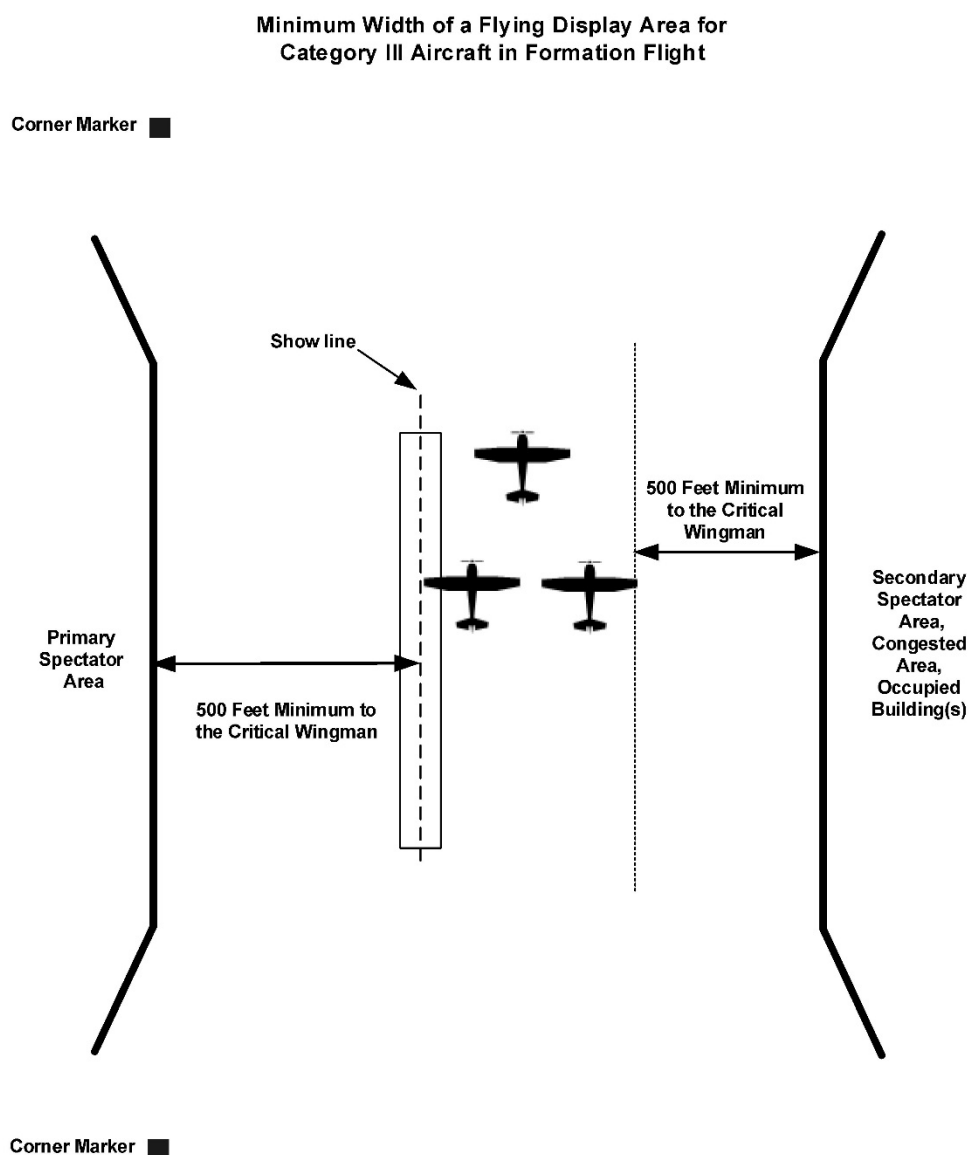 Minimum Width of a Flying Display Area for
Category III Aircraft in Formation Flight
Corner Marker
Show line
500 Feet Minimum
to the Critical
Wingman
Secondary
Spectator
Area,
Congested
Area,
Occupied
Building(s)
Primary
Spectator
Area
500 Feet Minimum to
the Critical Wingman
Corner Marker